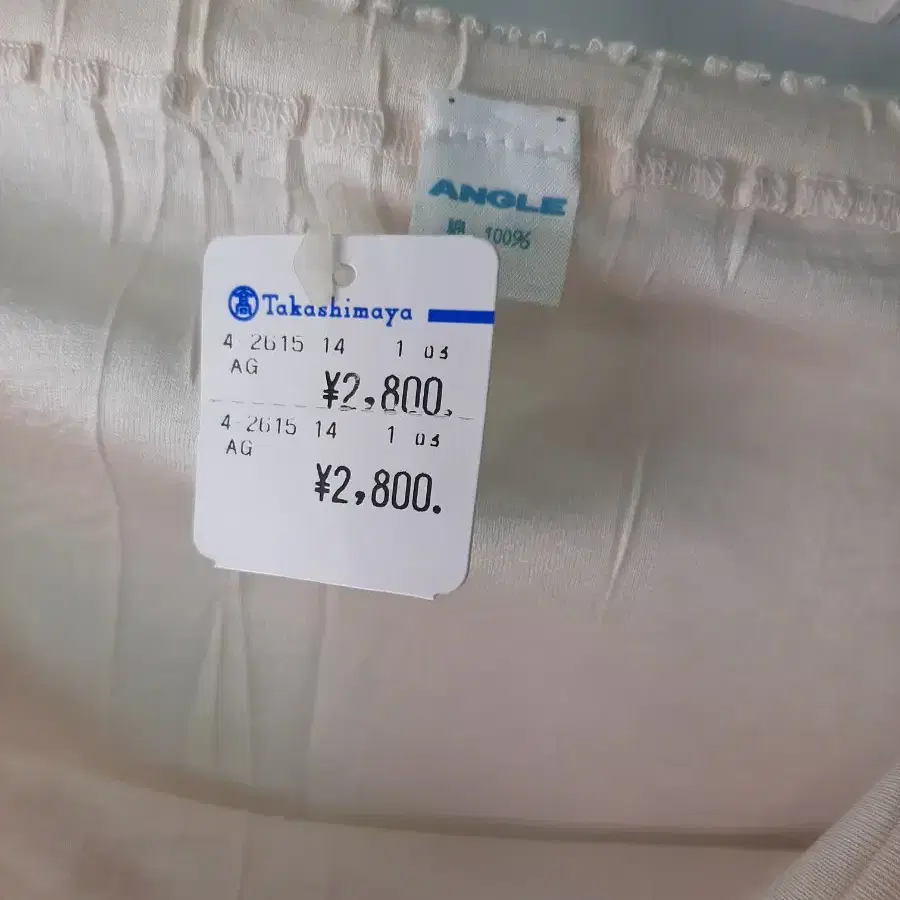 ANGLE
綿 100%
髙 Takashimaya
4 2615 14 1 03
AG
¥2,800.
4-2615 14 1 03
AG
¥2,800.